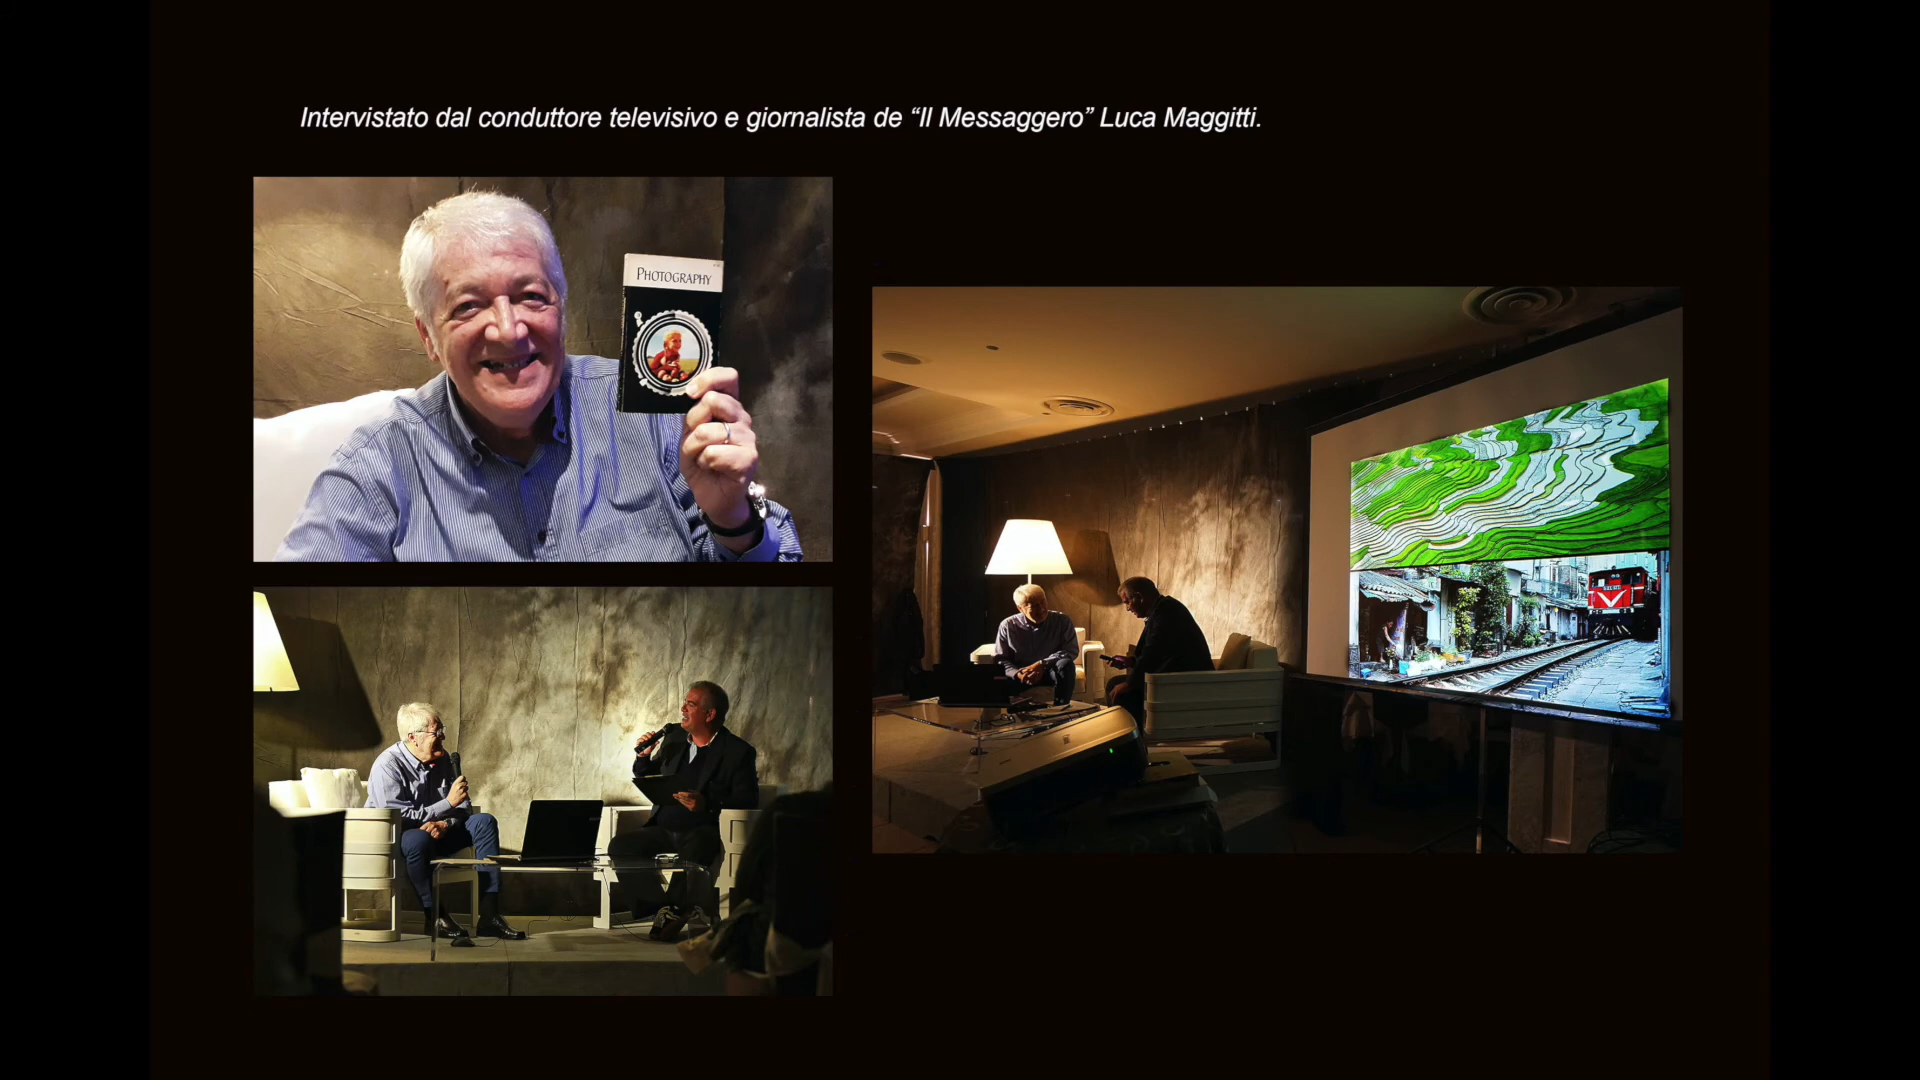 Intervistato dal conduttore televisivo e giornalista de “Il Messaggero” Luca Maggitti.
PHOTOGRAPHY